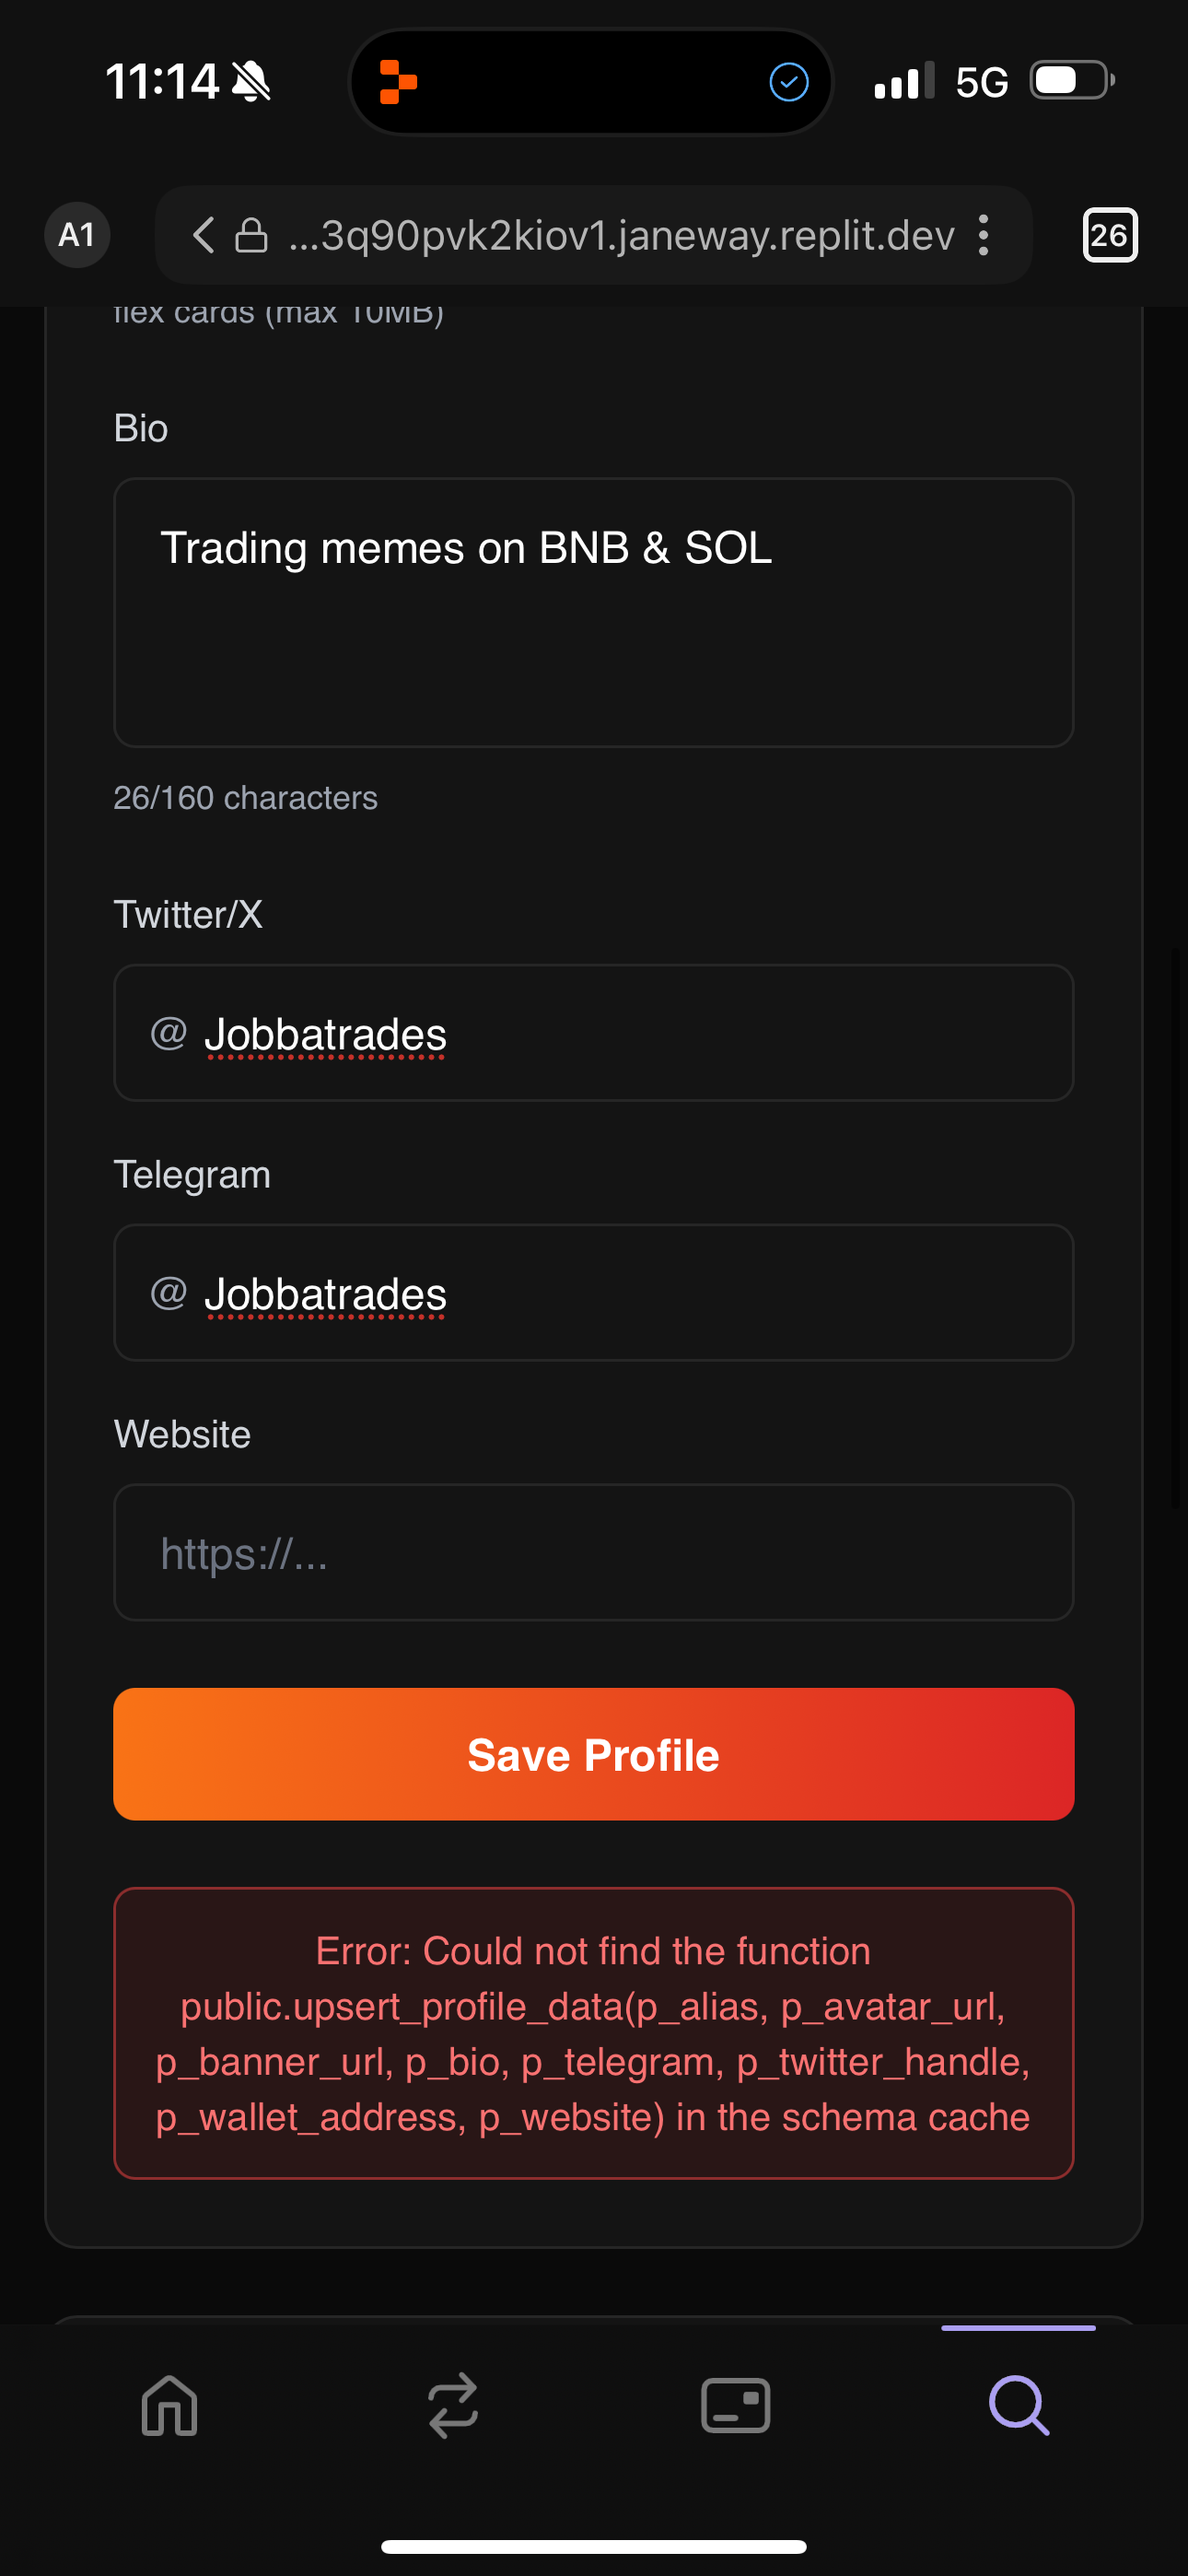 11:14
5G
A1
...3q90pvk2kiov1.janeway.replit.dev
26
flex cards (max 10MB)
Bio
Trading memes on BNB & SOL
26/160 characters
Twitter/X
@ Jobbatrades
Telegram
@ Jobbatrades
Website
https://...
Save Profile
Error: Could not find the function
public.upsert_profile_data(p_alias, p_avatar_url,
p_banner_url, p_bio, p_telegram, p_twitter_handle,
p_wallet_address, p_website) in the schema cache